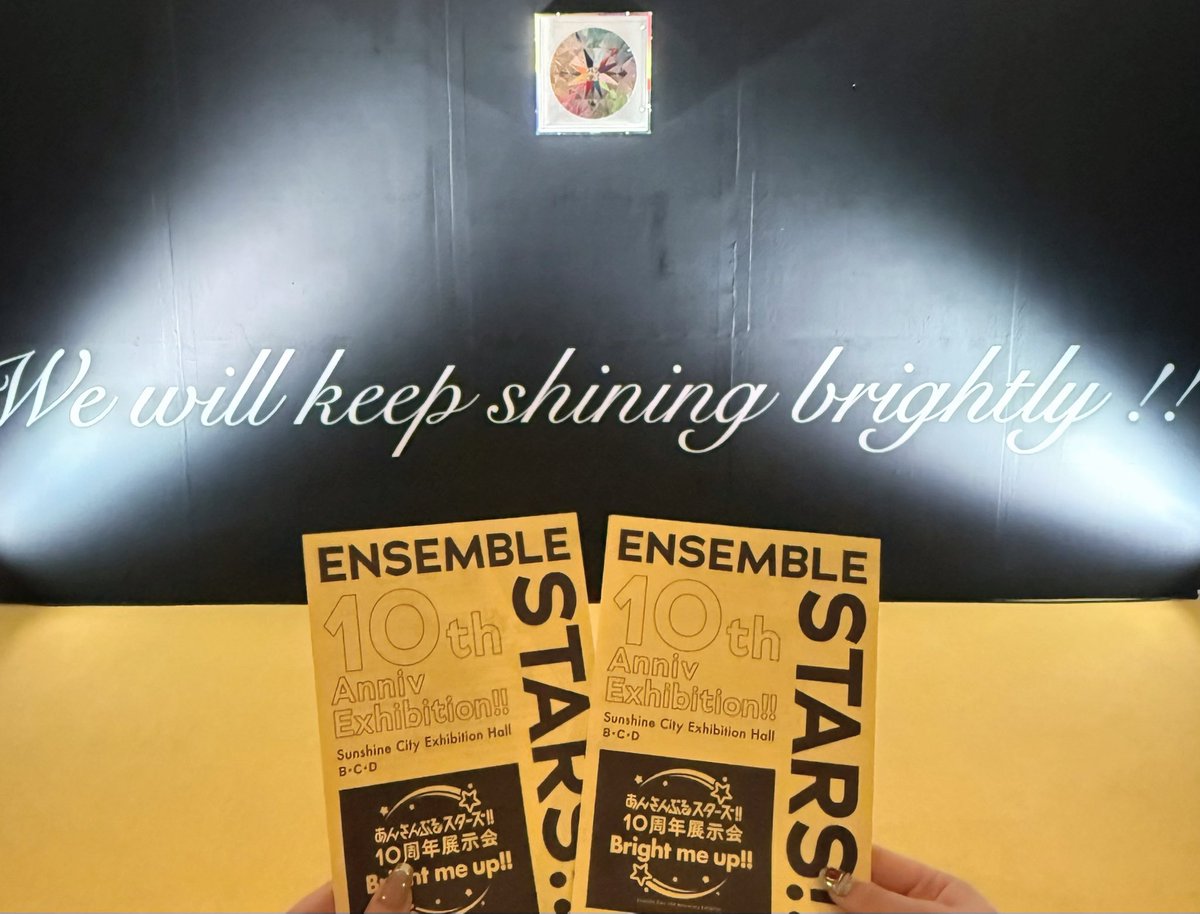 We will keep shining brightly !!
ENSEMBLE
STARS!
10th
Anniv
Exhibition!!
Sunshine City Exhibition Hall
B・C・D
あんさんぶるスターズ!!
10周年展示会
Bright me up!!
ENSEMBLE
STARS!
10th
Anniv
Exhibition!!
Sunshine City Exhibition Hall
B・C・D
あんさんぶるスターズ!!
10周年展示会
Bright me up!!